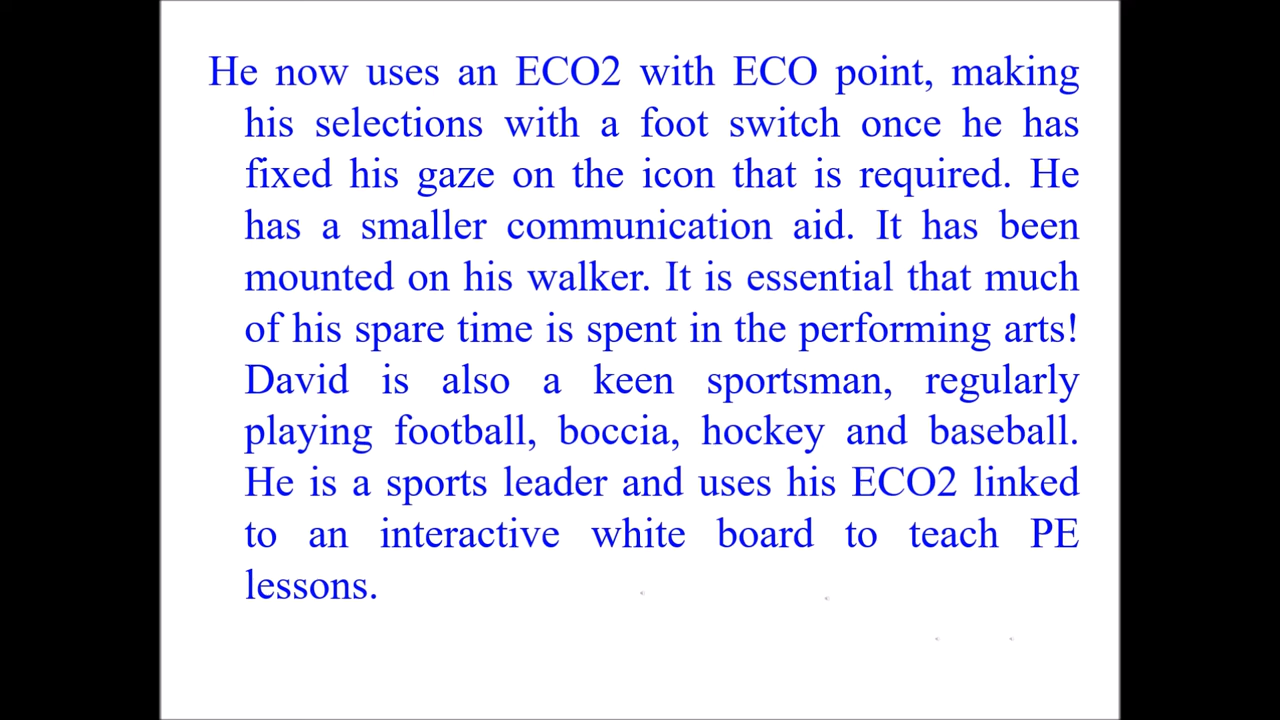 He now uses an ECO2 with ECO point, making
his selections with a foot switch once he has
fixed his gaze on the icon that is required. He
has a smaller communication aid. It has been
mounted on his walker. It is essential that much
of his spare time is spent in the performing arts!
David is also a keen sportsman, regularly
playing football, boccia, hockey and baseball.
He is a sports leader and uses his ECO2 linked
to an interactive white board to teach PE
lessons.